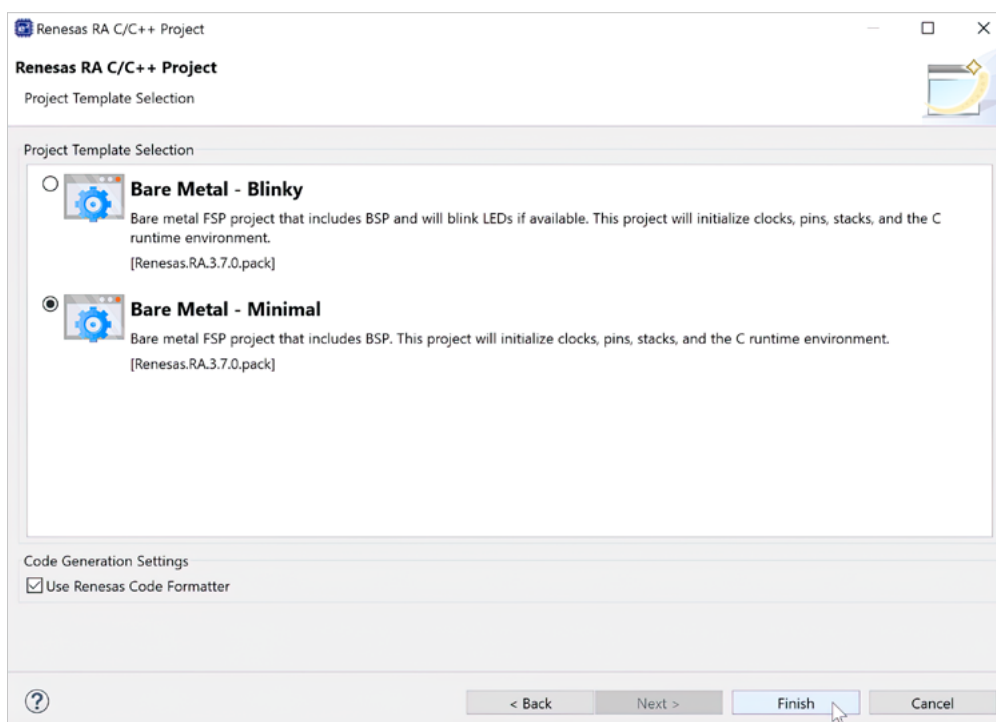 Renesas RA C/C++ Project
Renesas RA C/C++ Project
Project Template Selection
Project Template Selection
Bare Metal - Blinky
Bare metal FSP project that includes BSP and will blink LEDs if available. This project will initialize clocks, pins, stacks, and the C
runtime environment.
[Renesas.RA.3.7.0.pack]
Bare Metal - Minimal
Bare metal FSP project that includes BSP. This project will initialize clocks, pins, stacks, and the C runtime environment.
[Renesas.RA.3.7.0.pack]
Code Generation Settings
Use Renesas Code Formatter
? < Back Next > Finish Cancel